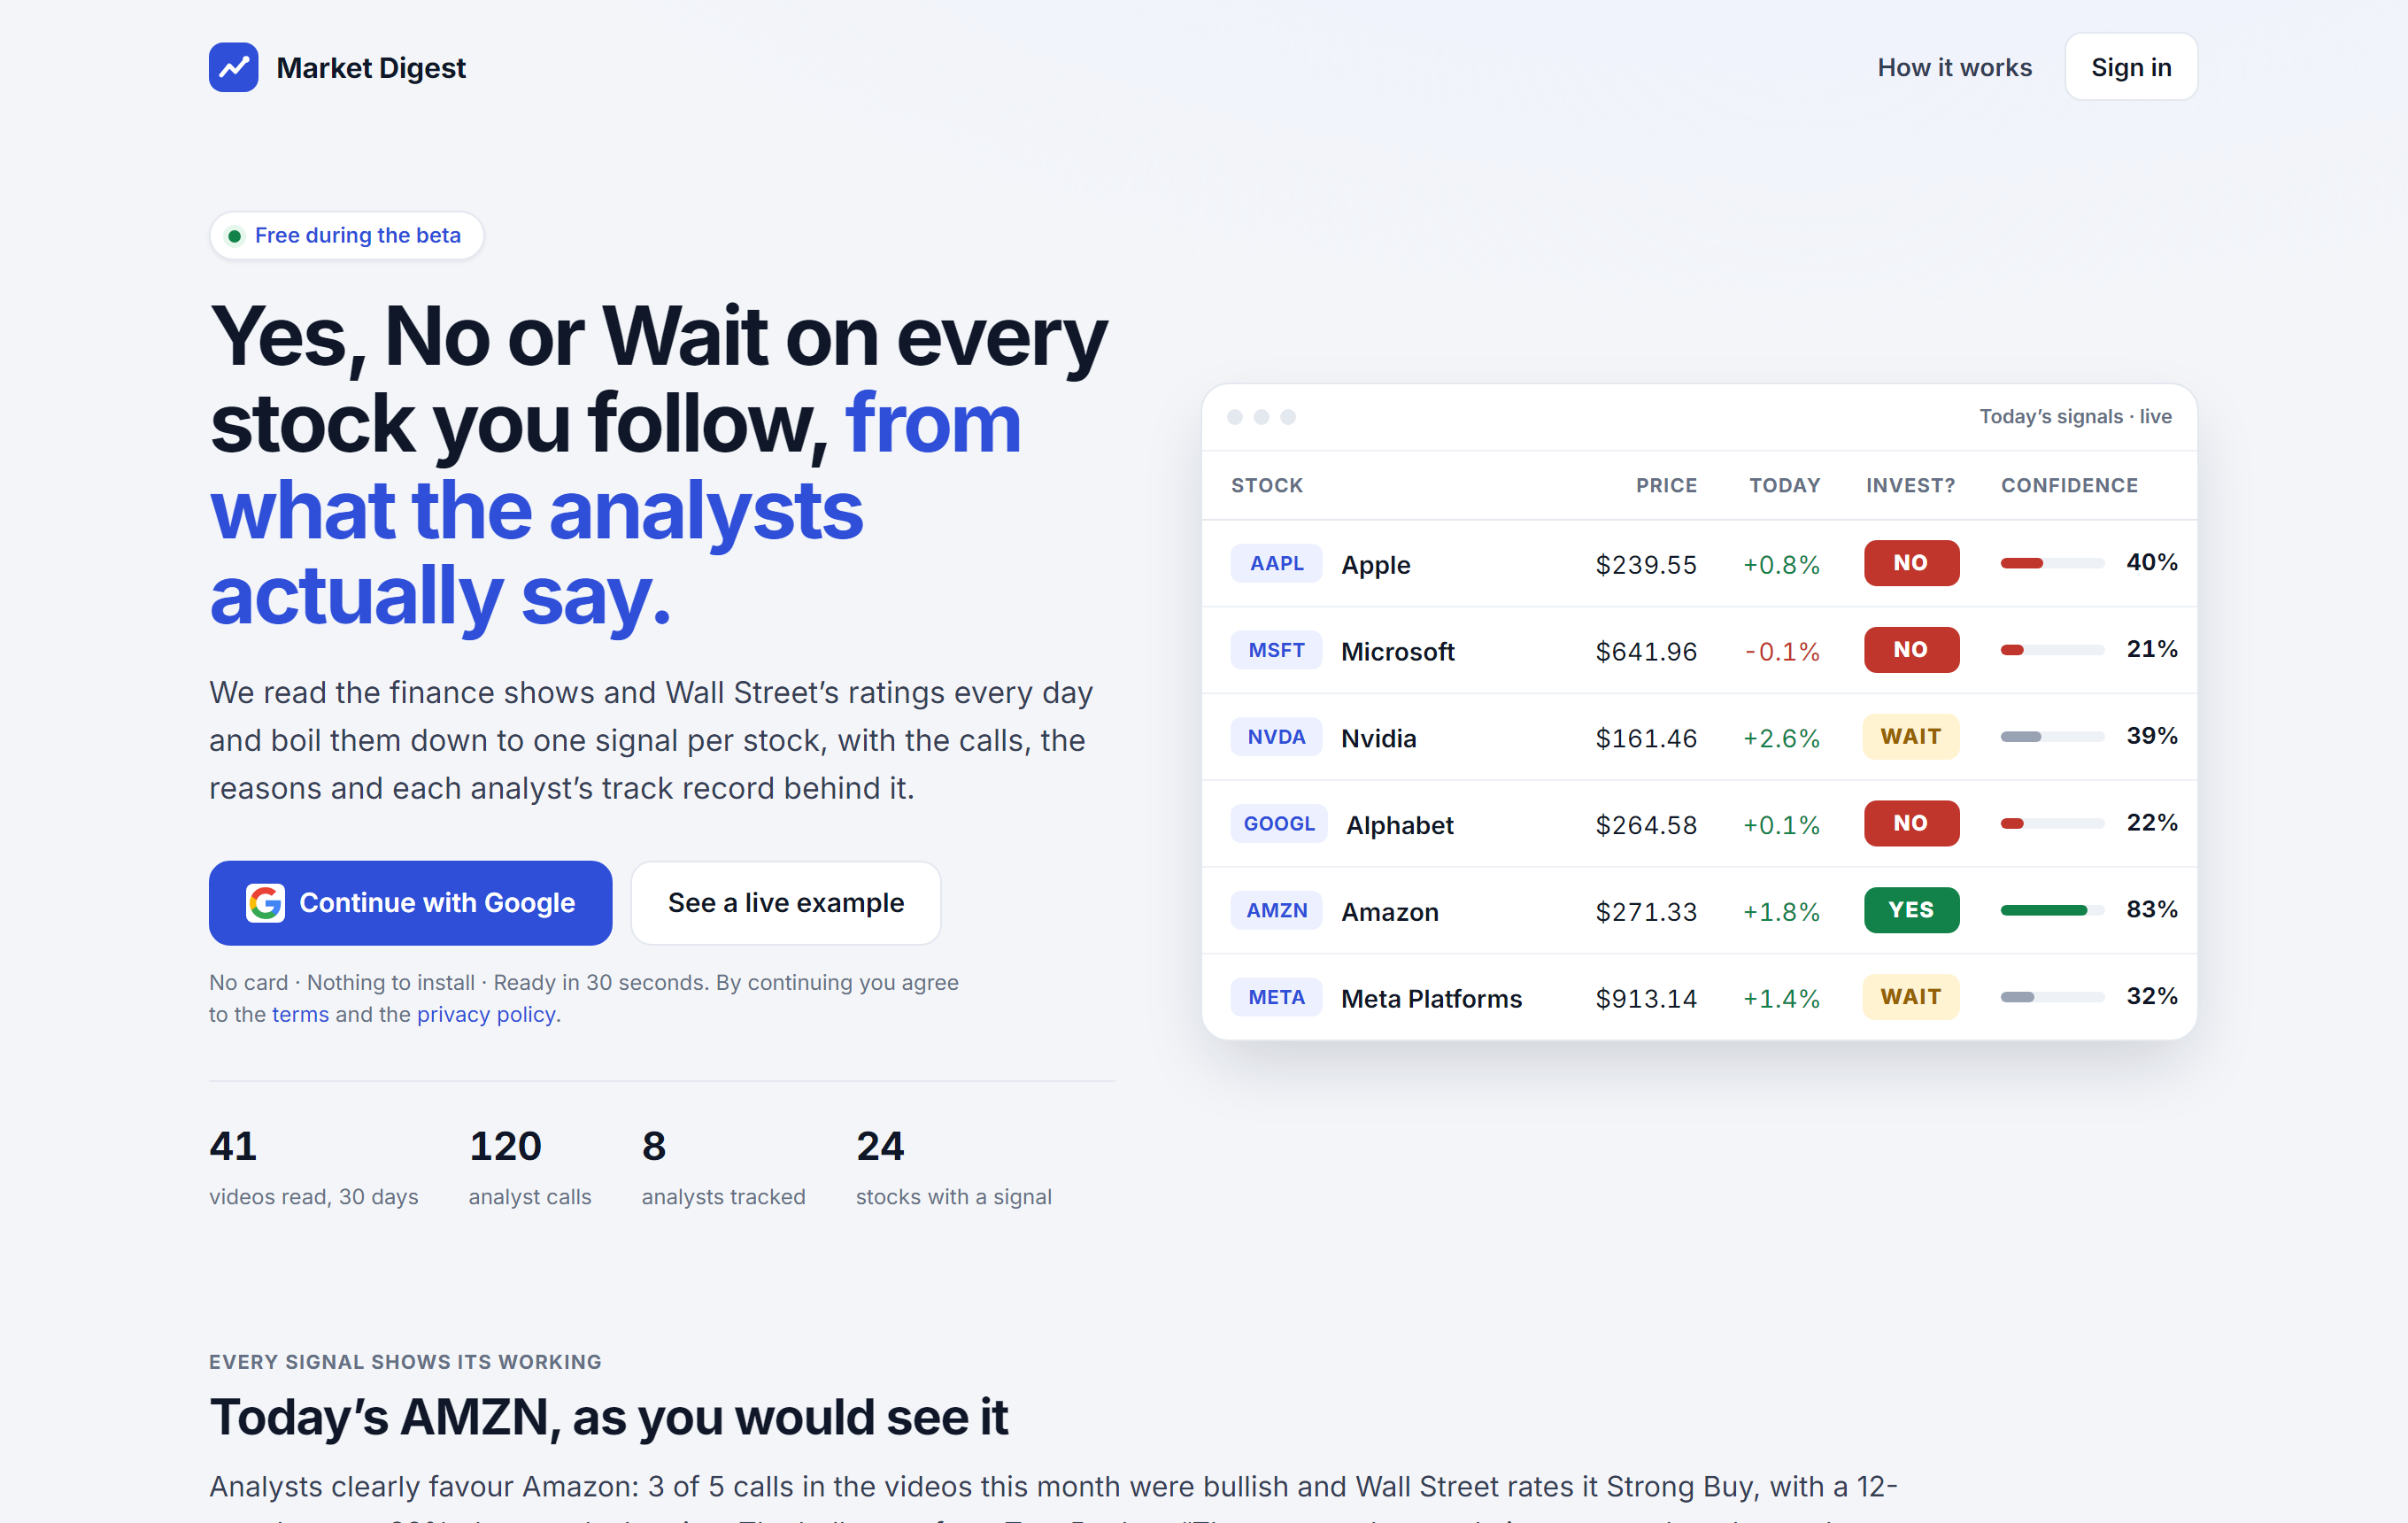 Market Digest
How it works
Sign in
Free during the beta
Yes, No or Wait on every
stock you follow, from
what the analysts
actually say.
We read the finance shows and Wall Street’s ratings every day
and boil them down to one signal per stock, with the calls, the
reasons and each analyst’s track record behind it.
Continue with Google
See a live example
No card · Nothing to install · Ready in 30 seconds. By continuing you agree
to the terms and the privacy policy.
41
videos read, 30 days
120
analyst calls
8
analysts tracked
24
stocks with a signal
Today’s signals · live
STOCK PRICE TODAY INVEST? CONFIDENCE
AAPL Apple $239.55 +0.8% NO 40%
MSFT Microsoft $641.96 -0.1% NO 21%
NVDA Nvidia $161.46 +2.6% WAIT 39%
GOOGL Alphabet $264.58 +0.1% NO 22%
AMZN Amazon $271.33 +1.8% YES 83%
META Meta Platforms $913.14 +1.4% WAIT 32%
EVERY SIGNAL SHOWS ITS WORKING
Today’s AMZN, as you would see it
Analysts clearly favour Amazon: 3 of 5 calls in the videos this month were bullish and Wall Street rates it Strong Buy, with a 12-